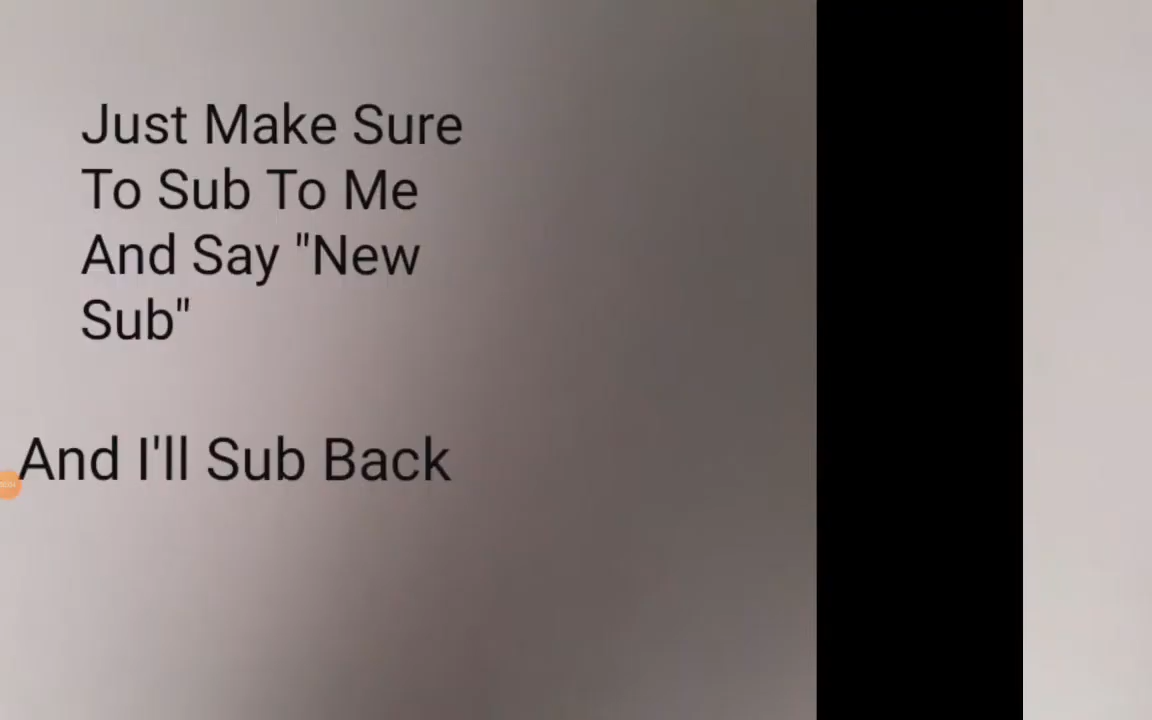 Just Make Sure
To Sub To Me
And Say "New
Sub"
And I'll Sub Back